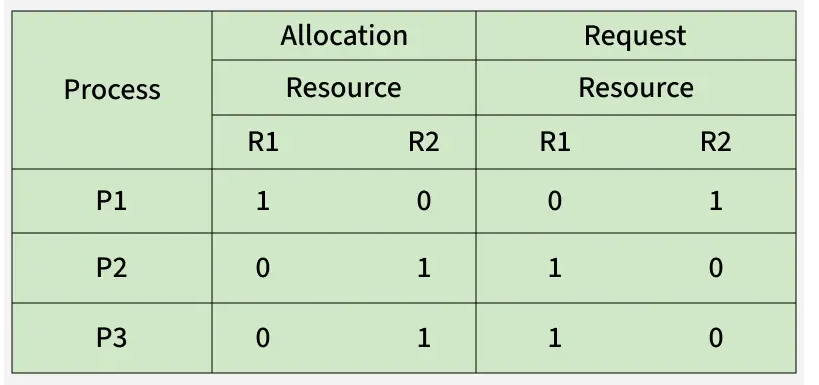 Process Allocation Request
Resource Resource
R1 R2 R1 R2
P1 1 0 0 1
P2 0 1 1 0
P3 0 1 1 0